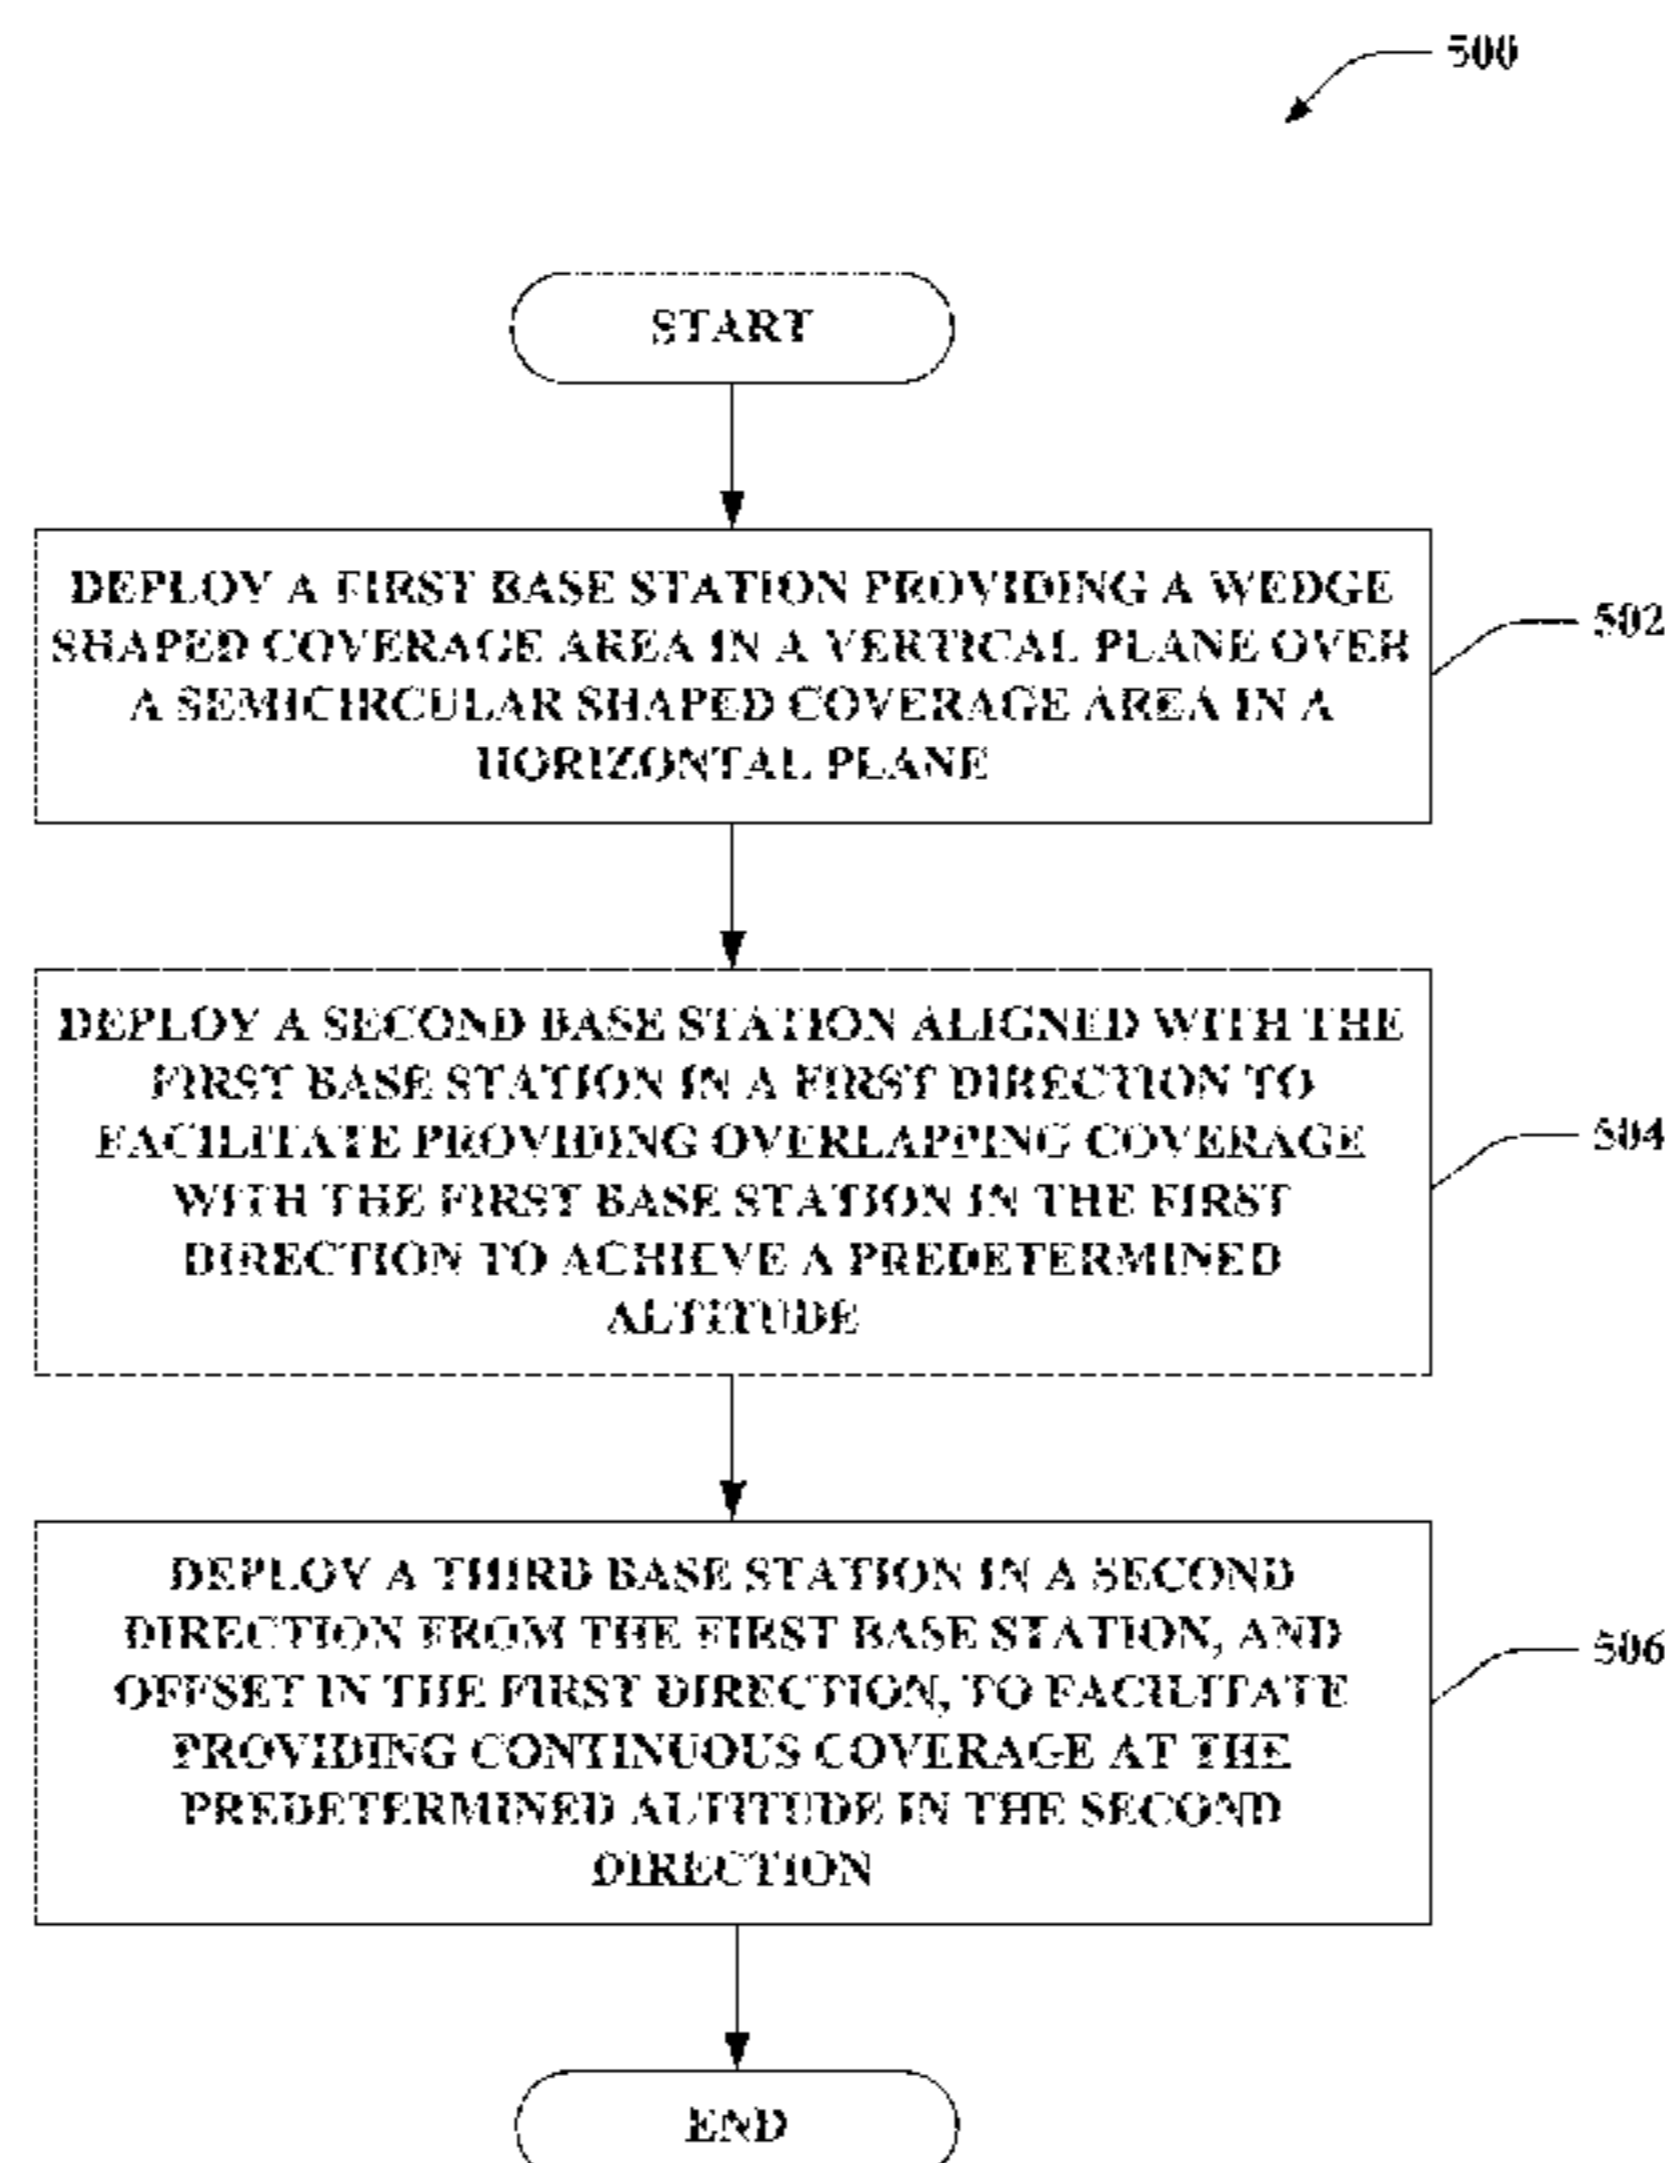 500
START
DEPLOY A FIRST BASE STATION PROVIDING A WEDGE
SHAPED COVERAGE AREA IN A VERTICAL PLANE OVER
A SEMICIRCULAR SHAPED COVERAGE AREA IN A
HORIZONTAL PLANE
502
DEPLOY A SECOND BASE STATION ALIGNED WITH THE
FIRST BASE STATION IN A FIRST DIRECTION TO
FACILITATE PROVIDING OVERLAPPING COVERAGE
WITH THE FIRST BASE STATION IN THE FIRST
DIRECTION TO ACHIEVE A PREDETERMINED
ALTITUDE
504
DEPLOY A THIRD BASE STATION IN A SECOND
DIRECTION FROM THE FIRST BASE STATION, AND
OFFSET IN THE FIRST DIRECTION, TO FACILITATE
PROVIDING CONTINUOUS COVERAGE AT THE
PREDETERMINED ALTITUDE IN THE SECOND
DIRECTION
506
END